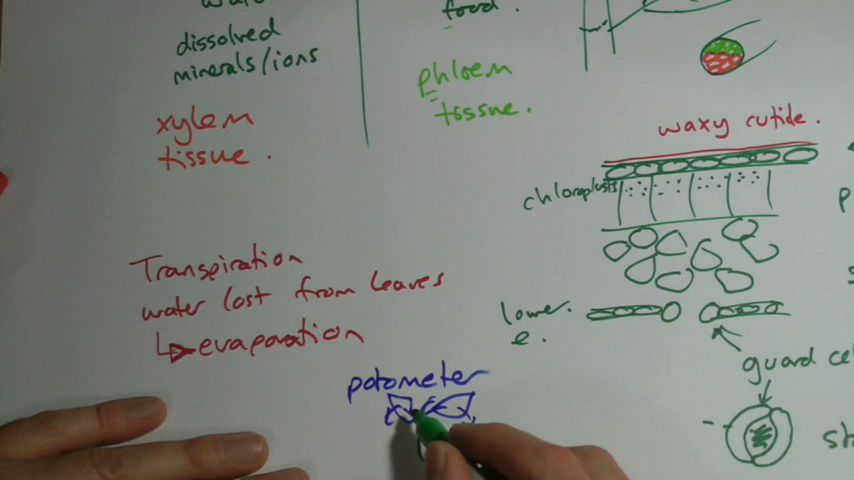 dissolved
minerals/ions
xylem
tissue.
food.
phloem
tissue.
waxy cuticle.
chloroplasts
lower.
e.
guard
Transpiration
water lost from leaves
evaporation
potometer